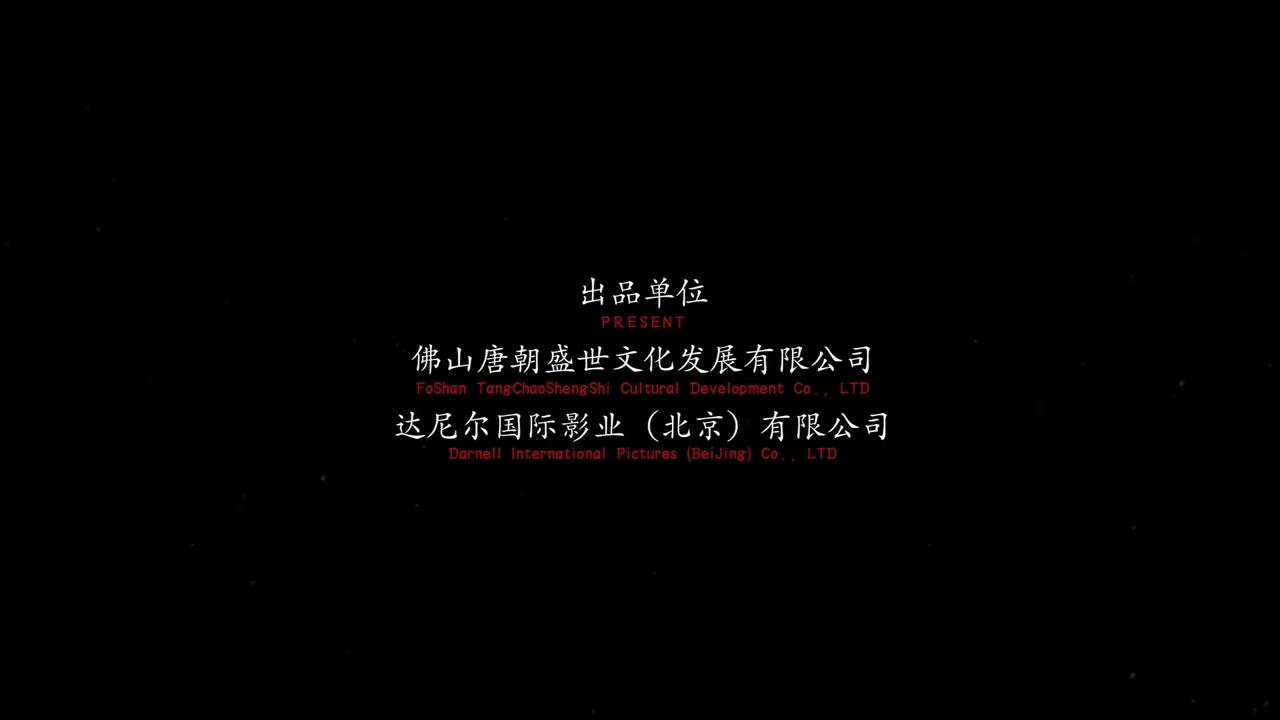 出品单位
PRESENT
佛山唐朝盛世文化发展有限公司
FoShan TangChaoShengShi Cultural Development Co., LTD
达尼尔国际影业（北京）有限公司
Darnell International Pictures (BeiJing) Co., LTD